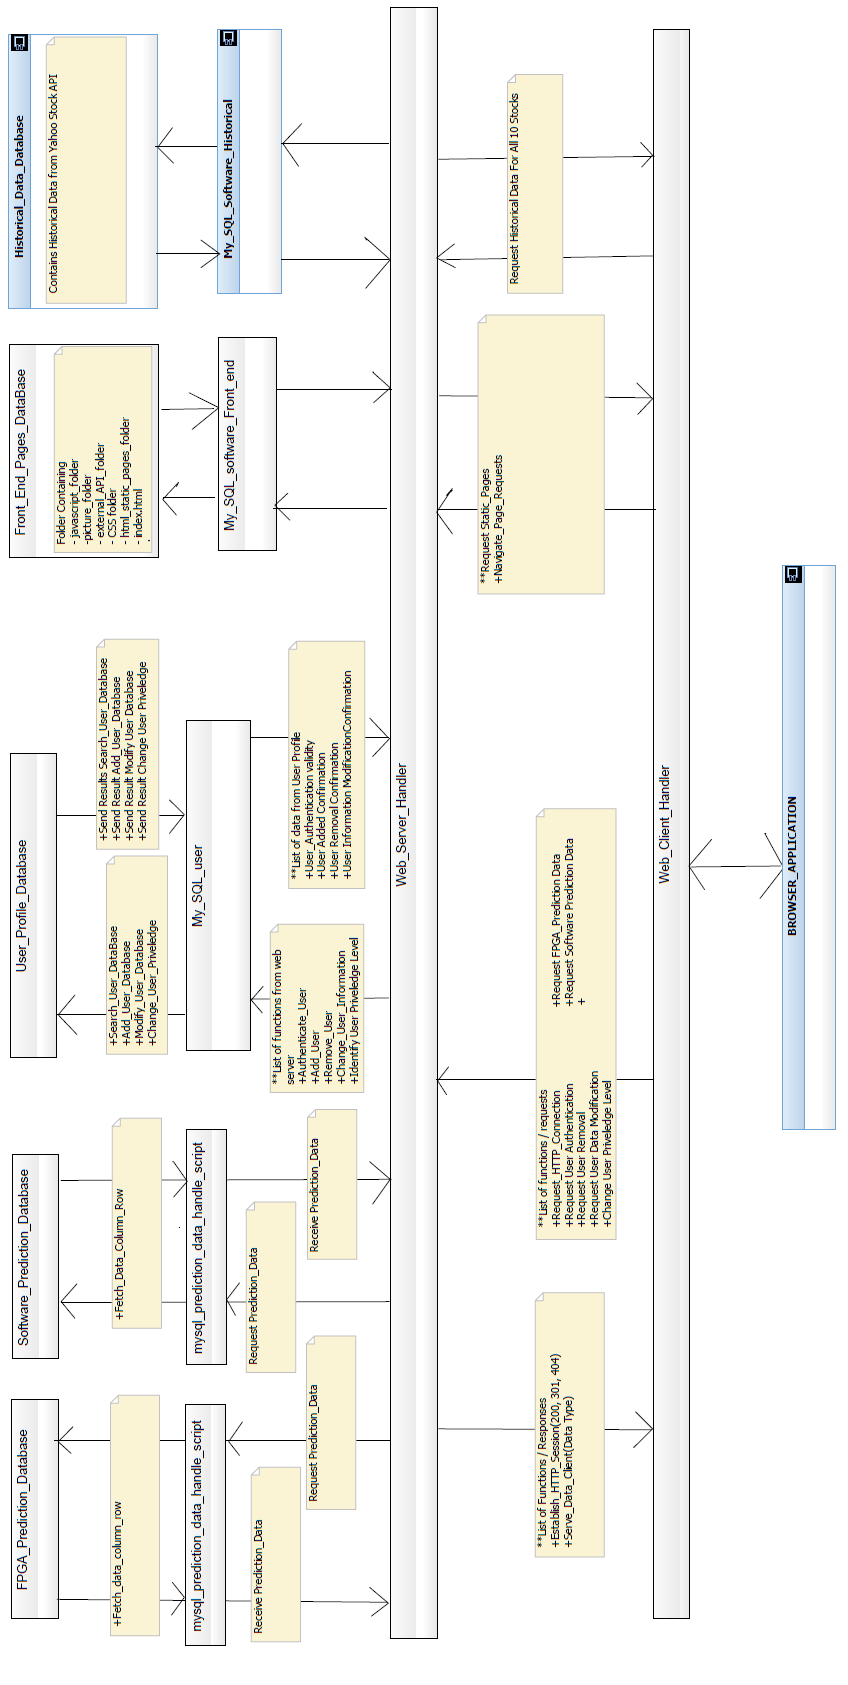 FPGA_Prediction_Database
+Fetch_data_column_row
mysql_prediction_data_handle_script
Receive Prediction_Data
Request Prediction_Data
Software_Prediction_Database
+Fetch_Data_Column_Row
mysql_prediction_data_handle_script
Request Prediction_Data
Receive Prediction_Data
User_Profile_Database
+Search_User_DataBase
+Add_User_Database
+Modify_User_Database
+Change_User_Priveledge
+Send Results Search_User_Database
+Send Result Add_User_Database
+Send Result Modify User Database
+Send Result Change User Priveledge
My_SQL_user
**List of functions from web
server
+Authenticate_User
+Add_User
+Remove_User
+Change_User_Information
+Identify User Priveledge Level
**List of data from User Profile
+User_Authentication validity
+User Added Confirmation
+User Removal Confirmation
+User Information ModificationConfirmation
Front_End_Pages_DataBase
Folder Containing
- javascript_folder
-picture_folder
- external_API_folder
- CSS folder
- html_static_pages_folder
- index.html
.
My_SQL_software_Front_end
Historical_Data_Database
Contains Historical Data from Yahoo Stock API
My_SQL_Software_Historical
Web_Server_Handler
**List of Functions / Responses
+Establish_HTTP_Session(200, 301, 404)
+Serve_Data_Client(Data Type)
**List of functions / requests
+Request_HTTP_Connection
+Request User Authentication
+Request User Removal
+Request User Data Modification
+Change User Priveledge Level
+Request FPGA_Prediction Data
+Request Software Prediction Data
+
**Request Static_Pages
+Navigate_Page_Requests
Request Historical Data For All 10 Stocks
Web_Client_Handler
BROWSER_APPLICATION